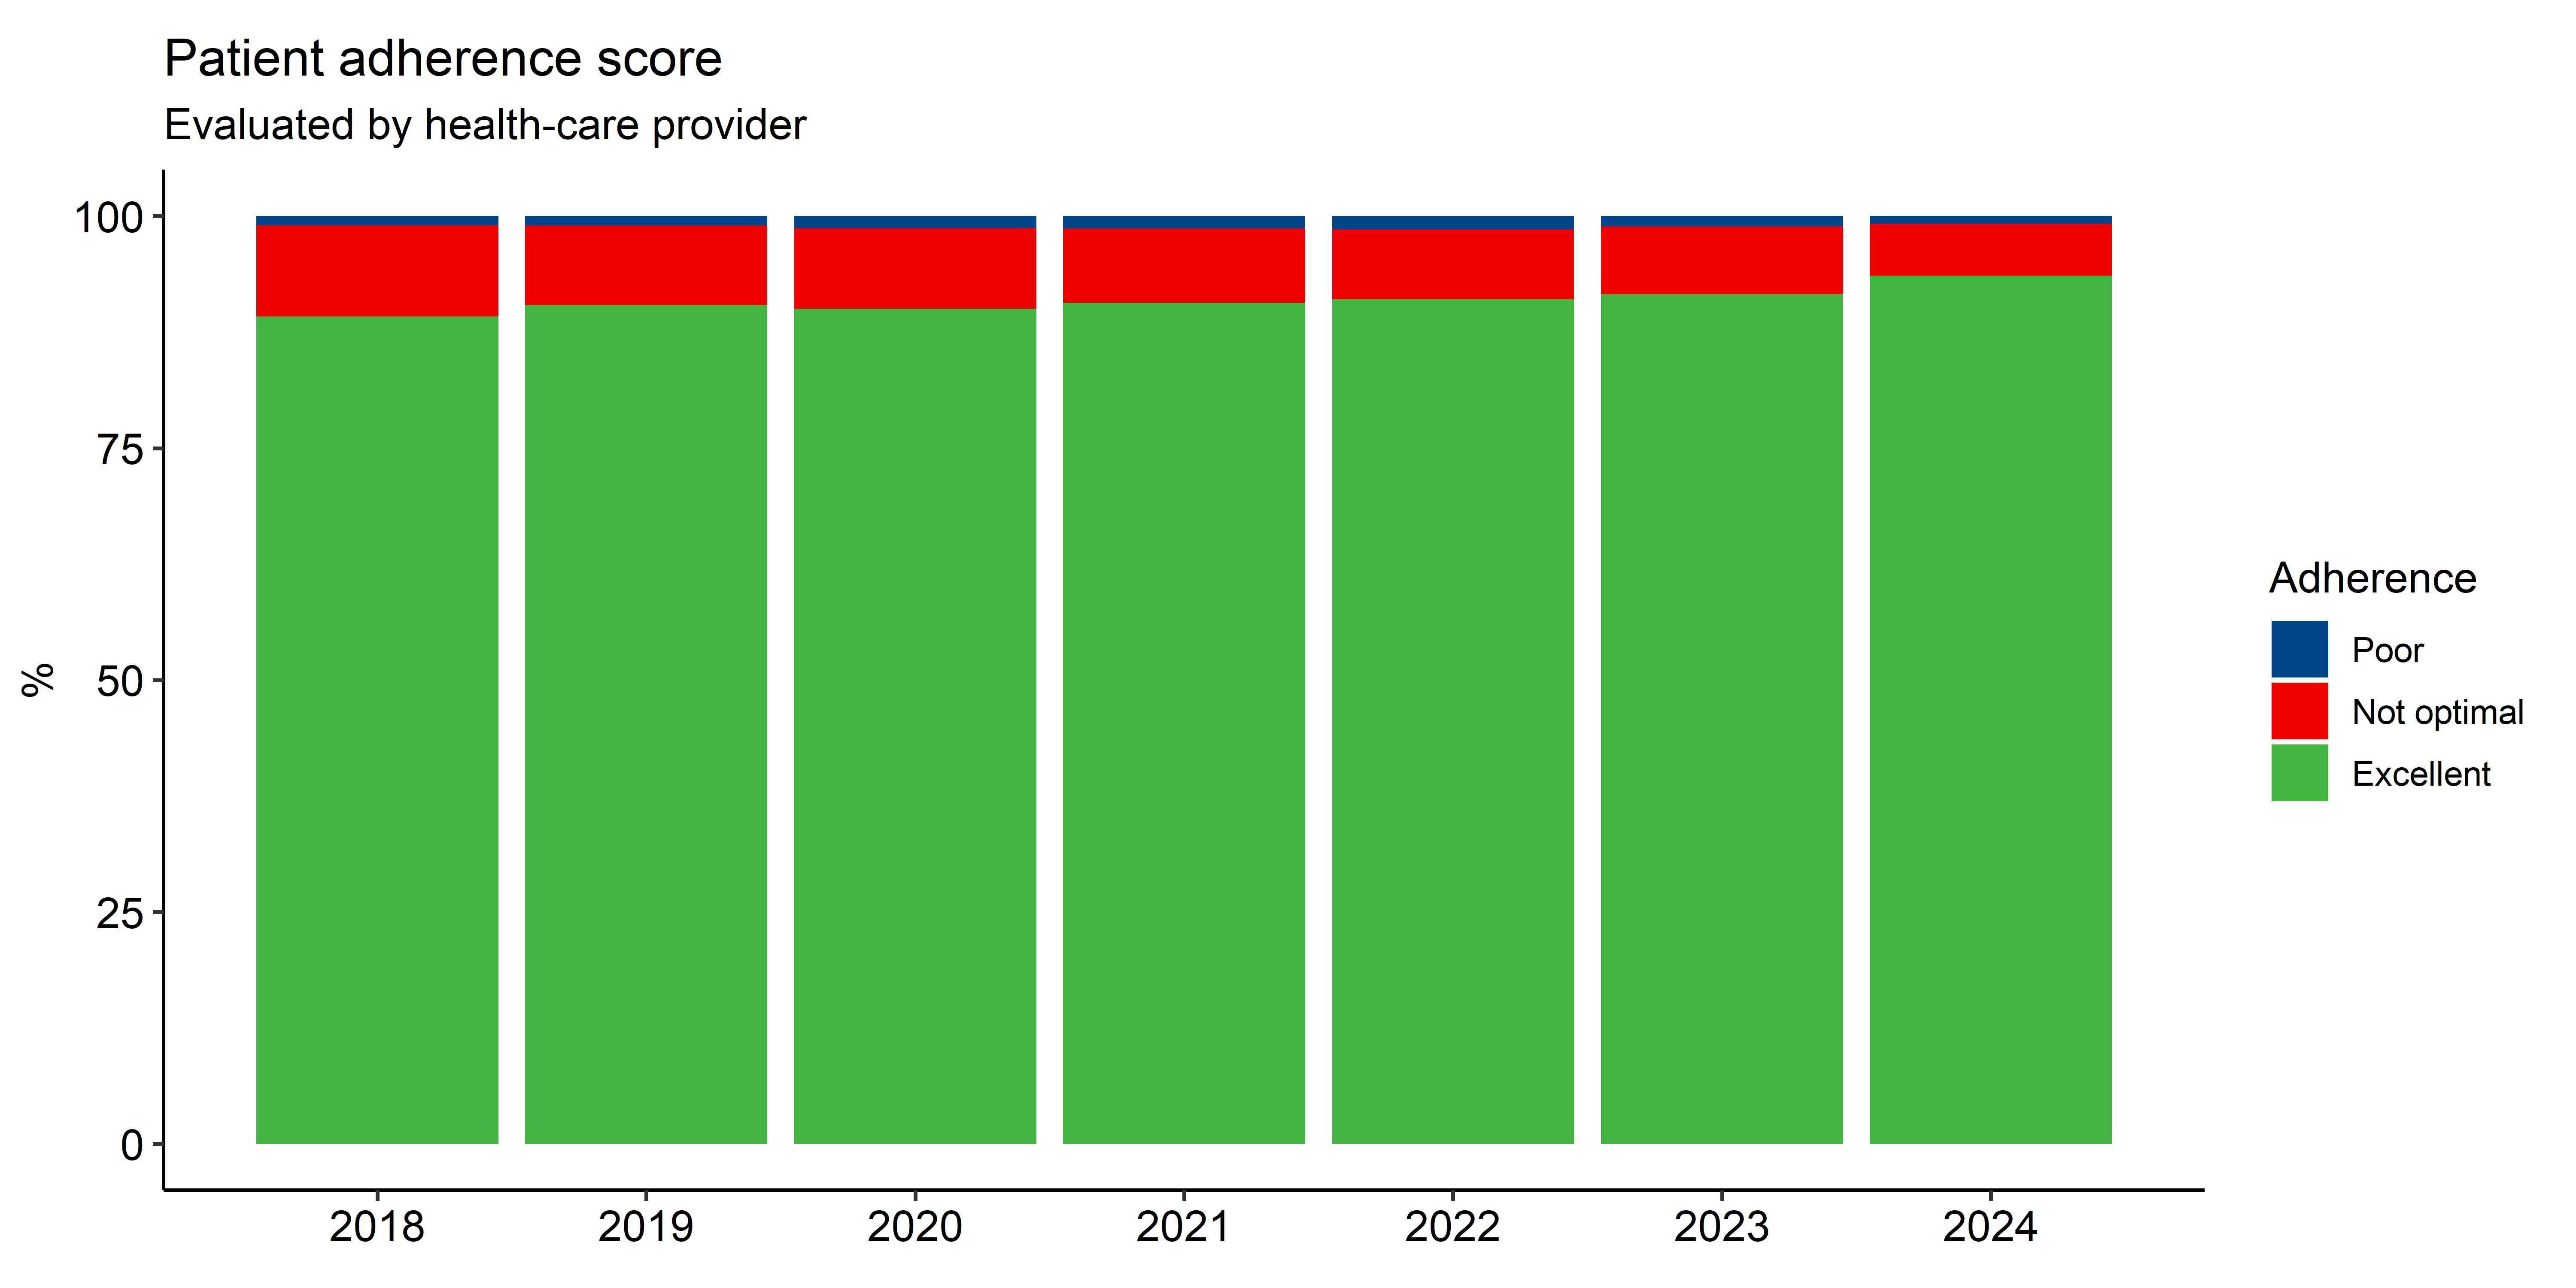 Patient adherence score
Evaluated by health-care provider
100
75
50
25
0
%
2018 2019 2020 2021 2022 2023 2024
Adherence
Poor
Not optimal
Excellent